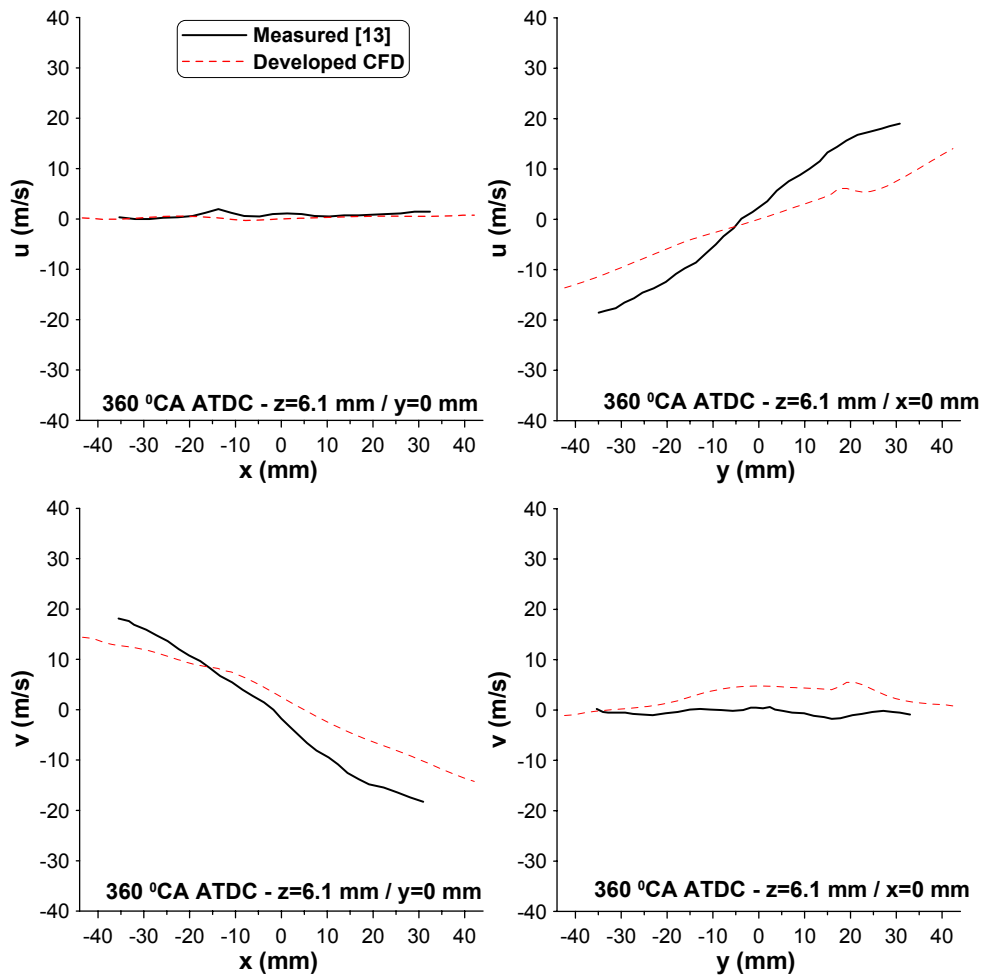 Measured [13]
Developed CFD
40
30
20
10
0
-10
-20
-30
-40
u (m/s)
360 ⁰CA ATDC - z=6.1 mm / y=0 mm
-40 -30 -20 -10 0 10 20 30 40
x (mm)
40
30
20
10
0
-10
-20
-30
-40
u (m/s)
360 ⁰CA ATDC - z=6.1 mm / x=0 mm
-40 -30 -20 -10 0 10 20 30 40
y (mm)
40
30
20
10
0
-10
-20
-30
-40
v (m/s)
360 ⁰CA ATDC - z=6.1 mm / y=0 mm
-40 -30 -20 -10 0 10 20 30 40
x (mm)
40
30
20
10
0
-10
-20
-30
-40
v (m/s)
360 ⁰CA ATDC - z=6.1 mm / x=0 mm
-40 -30 -20 -10 0 10 20 30 40
y (mm)